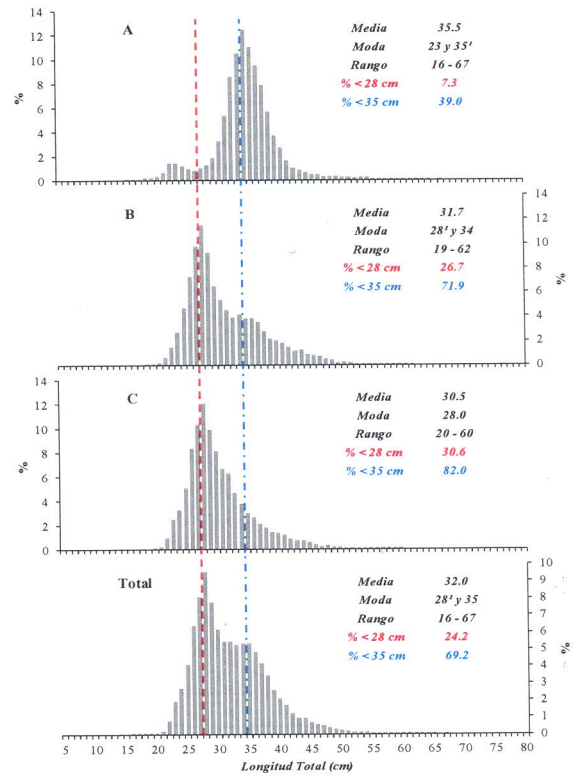 14
12
10
8
6
4
2
0
%
A
Media 35.5
Moda 23 y 35¹
Rango 16 - 67
% < 28 cm 7.3
% < 35 cm 39.0
14
12
10
8
6
4
2
0
%
B
Media 31.7
Moda 28¹ y 34
Rango 19 - 62
% < 28 cm 26.7
% < 35 cm 71.9
14
12
10
8
6
4
2
0
%
C
Media 30.5
Moda 28.0
Rango 20 - 60
% < 28 cm 30.6
% < 35 cm 82.0
10
9
8
7
6
5
4
3
2
1
0
%
Total
Media 32.0
Moda 28¹ y 35
Rango 16 - 67
% < 28 cm 24.2
% < 35 cm 69.2
5 10 15 20 25 30 35 40 45 50 55 60 65 70 75 80
Longitud Total (cm)